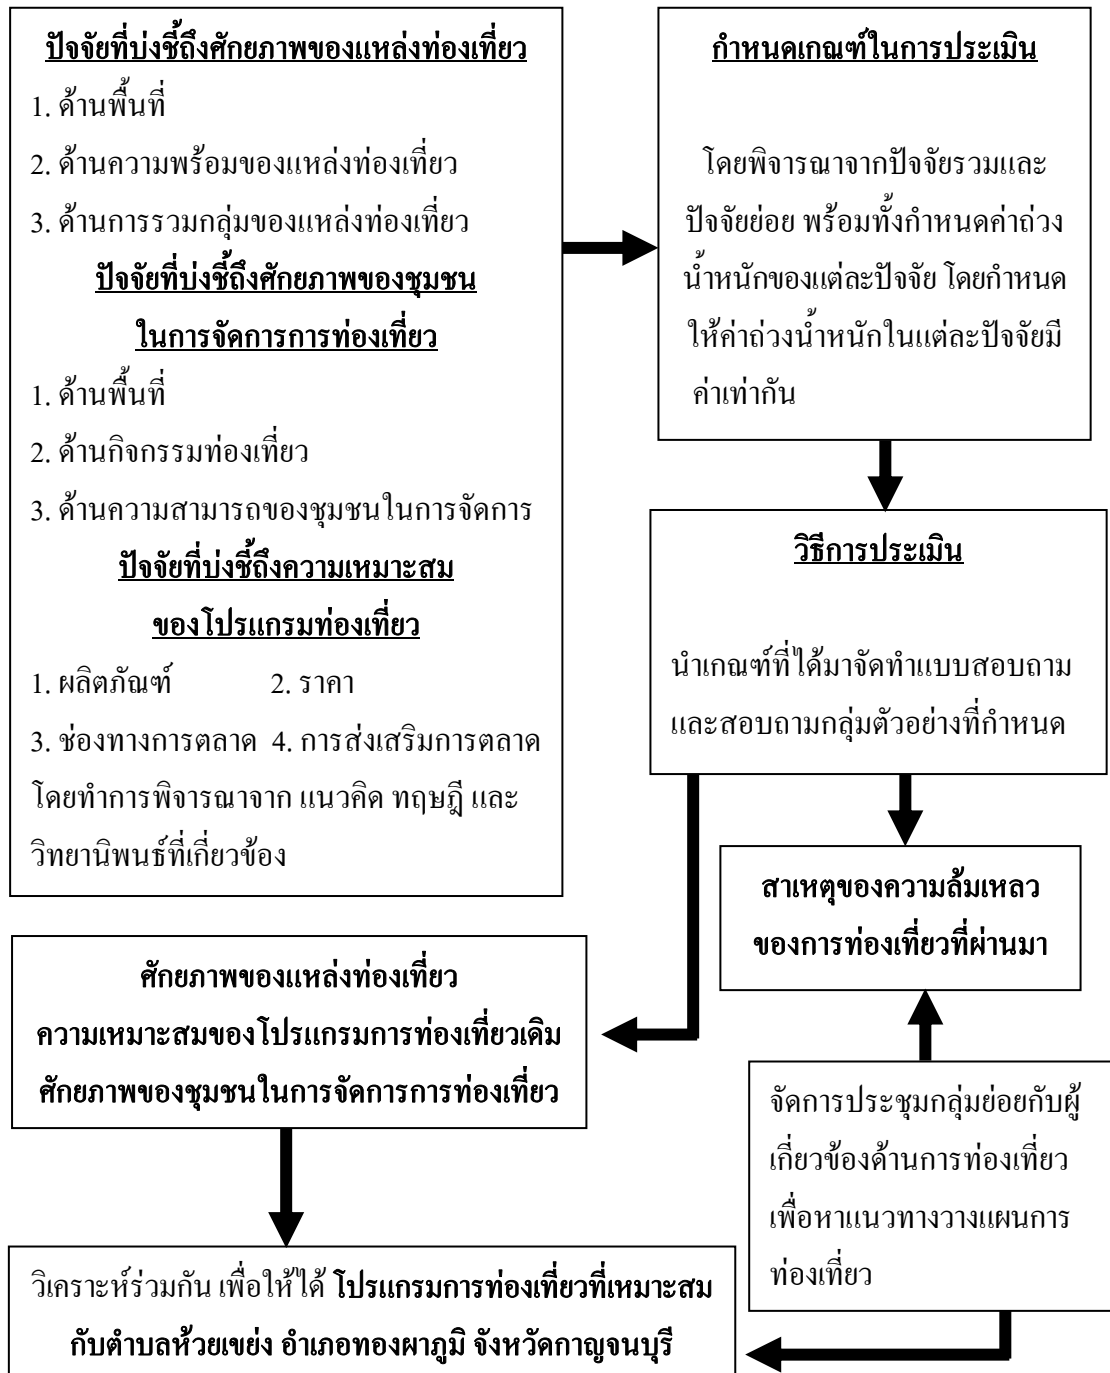 ปัจจัยที่บ่งชี้ถึงศักยภาพของแหล่งท่องเที่ยว
1. ด้านพื้นที่
2. ด้านความพร้อมของแหล่งท่องเที่ยว
3. ด้านการรวมกลุ่มของแหล่งท่องเที่ยว
ปัจจัยที่บ่งชี้ถึงศักยภาพของชุมชน
ในการจัดการการท่องเที่ยว
1. ด้านพื้นที่
2. ด้านกิจกรรมท่องเที่ยว
3. ด้านความสามารถของชุมชนในการจัดการ
ปัจจัยที่บ่งชี้ถึงความเหมาะสม
ของโปรแกรมท่องเที่ยว
1. ผลิตภัณฑ์ 2. ราคา
3. ช่องทางการตลาด 4. การส่งเสริมการตลาด
โดยทำการพิจารณาจาก แนวคิด ทฤษฎี และ
วิทยานิพนธ์ที่เกี่ยวข้อง
กำหนดเกณฑ์ในการประเมิน
โดยพิจารณาจากปัจจัยรวมและ
ปัจจัยย่อย พร้อมทั้งกำหนดค่าถ่วง
น้ำหนักของแต่ละปัจจัย โดยกำหนด
ให้ค่าถ่วงน้ำหนักในแต่ละปัจจัยมี
ค่าเท่ากัน
วิธีการประเมิน
นำเกณฑ์ที่ได้มาจัดทำแบบสอบถาม
และสอบถามกลุ่มตัวอย่างที่กำหนด
สาเหตุของความล้มเหลว
ของการท่องเที่ยวที่ผ่านมา
ศักยภาพของแหล่งท่องเที่ยว
ความเหมาะสมของโปรแกรมการท่องเที่ยวเดิม
ศักยภาพของชุมชนในการจัดการการท่องเที่ยว
จัดการประชุมกลุ่มย่อยกับผู้
เกี่ยวข้องด้านการท่องเที่ยว
เพื่อหาแนวทางวางแผนการ
ท่องเที่ยว
วิเคราะห์ร่วมกัน เพื่อให้ได้ โปรแกรมการท่องเที่ยวที่เหมาะสม
กับตำบลห้วยเขย่ง อำเภอทองผาภูมิ จังหวัดกาญจนบุรี